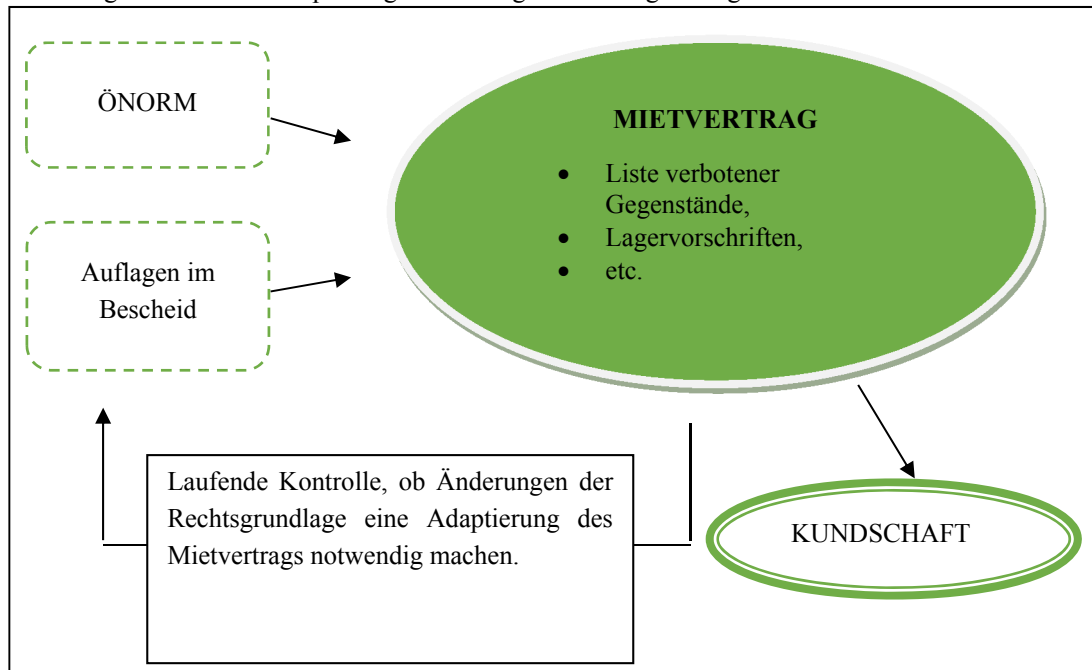 ÖNORM
Auflagen im
Bescheid
MIETVERTRAG
• Liste verbotener
Gegenstände,
• Lagervorschriften,
• etc.
Laufende Kontrolle, ob Änderungen der
Rechtsgrundlage eine Adaptierung des
Mietvertrags notwendig machen.
KUNDSCHAFT